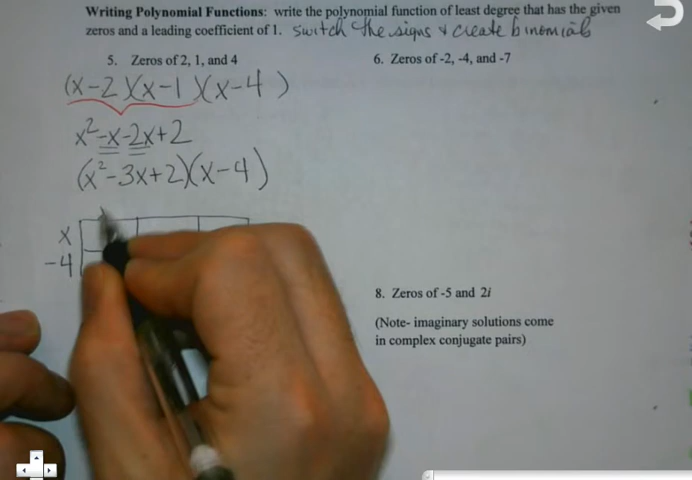 Writing Polynomial Functions: write the polynomial function of least degree that has the given
zeros and a leading coefficient of 1. switch the signs & create binomials
5. Zeros of 2, 1, and 4
(x-2)(x-1)(x-4)
x²-x-2x+2
(x²-3x+2)(x-4)
x
-4
6. Zeros of -2, -4, and -7
8. Zeros of -5 and 2i
(Note- imaginary solutions come
in complex conjugate pairs)